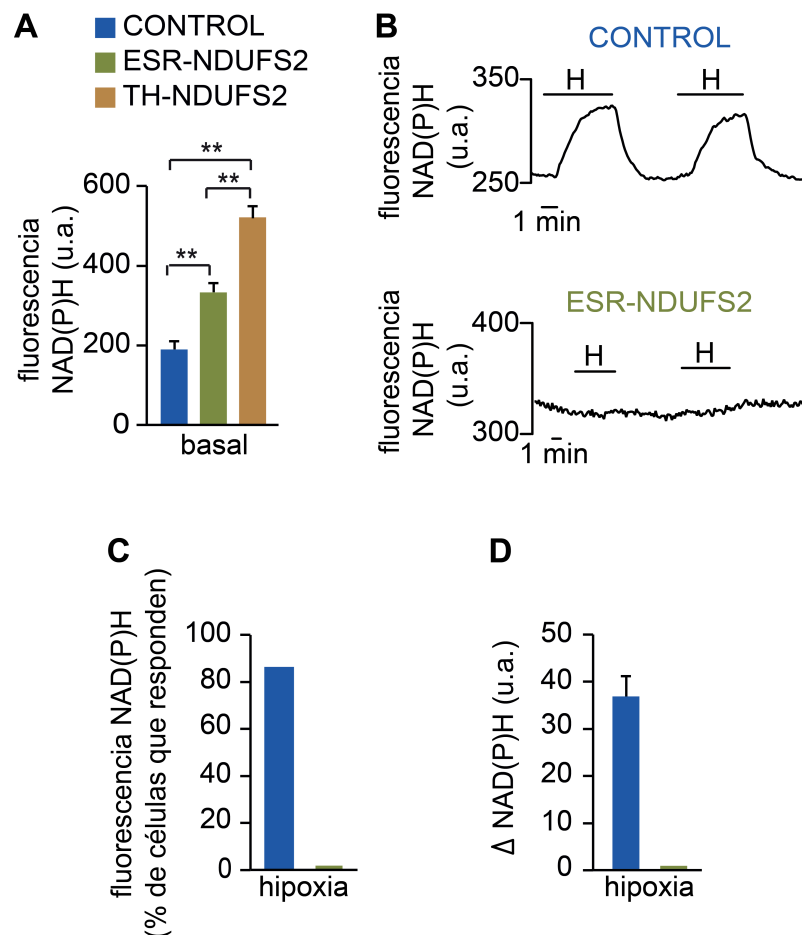 A
CONTROL
ESR-NDUFS2
TH-NDUFS2
fluorescencia
NAD(P)H (u.a.)
600
400
200
0
**
**
**
basal
B
CONTROL
fluorescencia
NAD(P)H
(u.a.)
350
250
H
H
1 min
ESR-NDUFS2
fluorescencia
NAD(P)H
(u.a.)
400
300
H
H
1 min
C
fluorescencia NAD(P)H
(% de células que responden)
100
80
60
40
20
0
hipoxia
D
Δ NAD(P)H (u.a.)
50
40
30
20
10
0
hipoxia